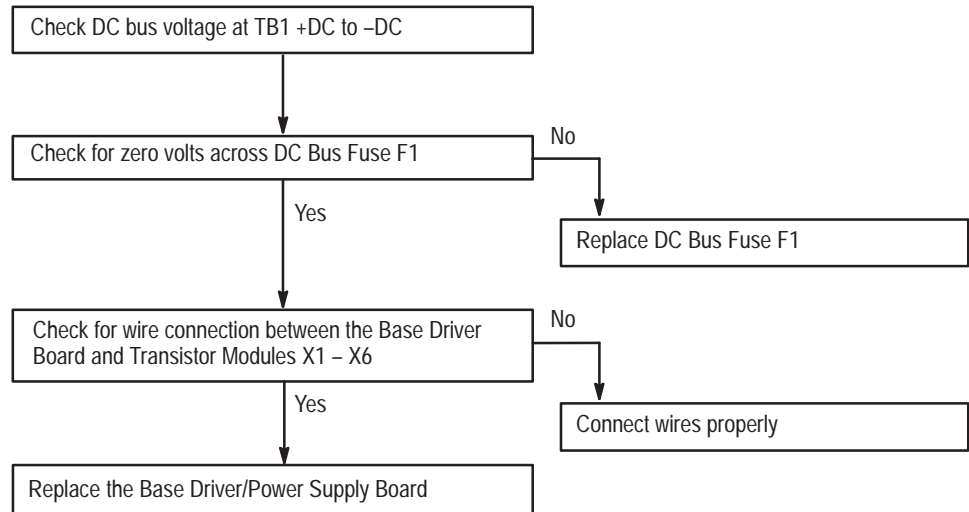 Check DC bus voltage at TB1 +DC to –DC
Check for zero volts across DC Bus Fuse F1
No
Yes
Replace DC Bus Fuse F1
Check for wire connection between the Base Driver
Board and Transistor Modules X1 – X6
No
Yes
Connect wires properly
Replace the Base Driver/Power Supply Board